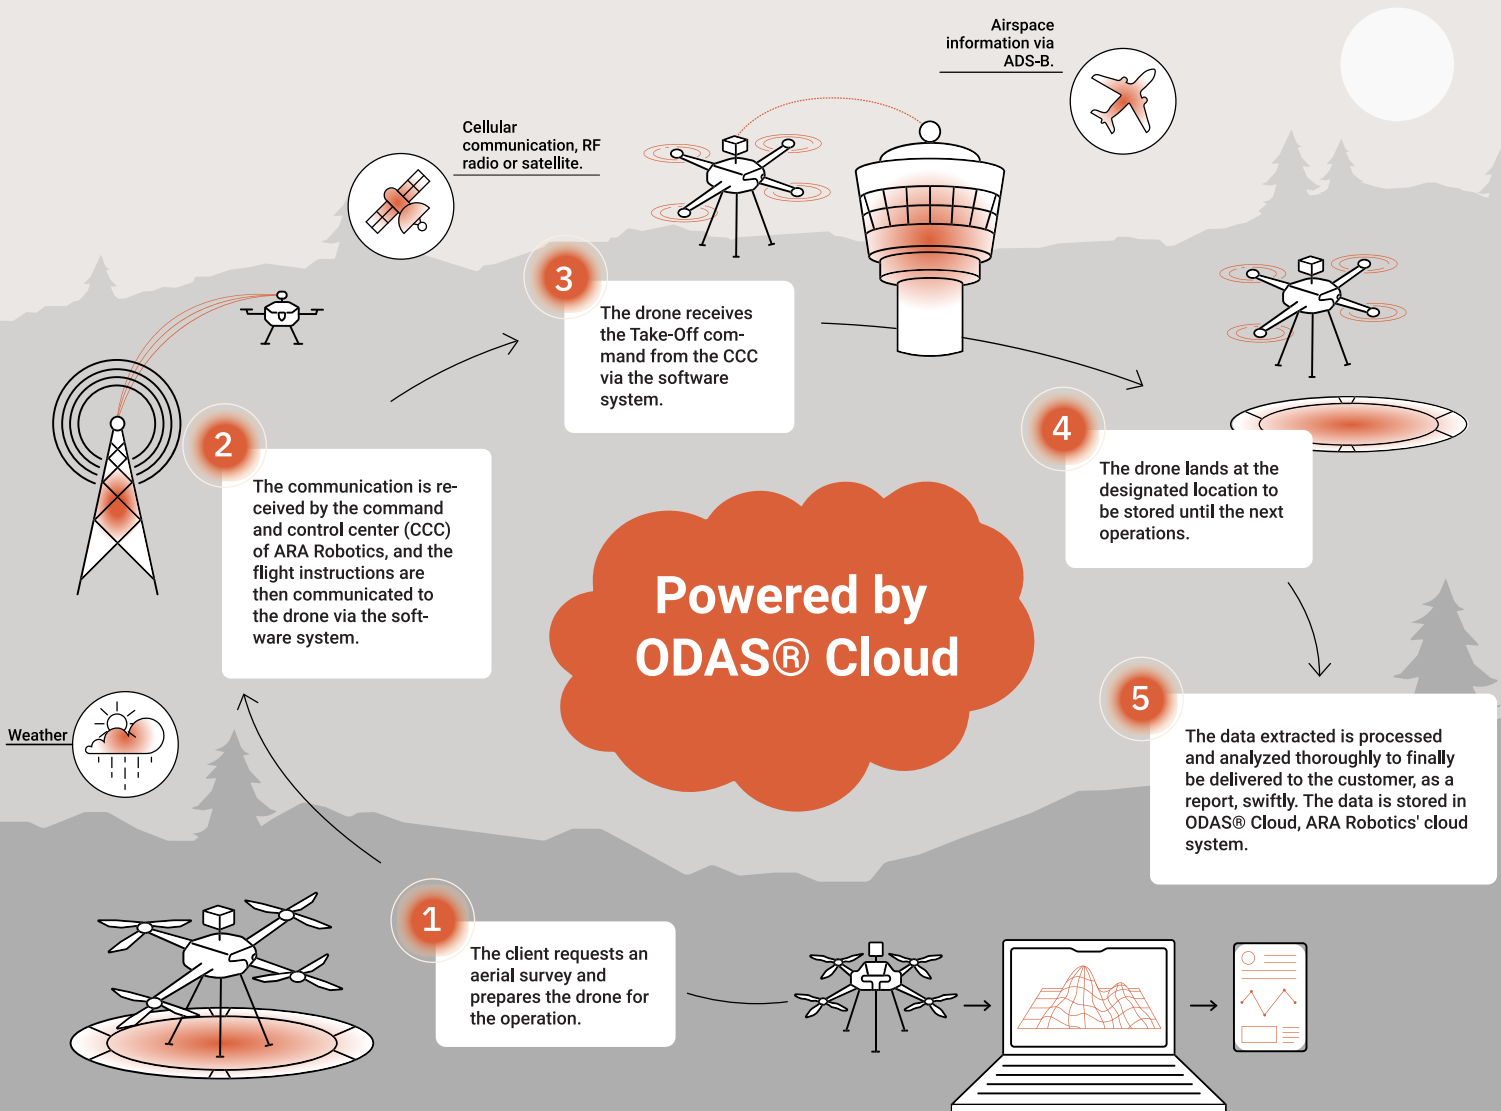 Airspace
information via
ADS-B.
Cellular
communication, RF
radio or satellite.
3
The drone receives
the Take-Off com-
mand from the CCC
via the software
system.
2
The communication is re-
ceived by the command
and control center (CCC)
of ARA Robotics, and the
flight instructions are
then communicated to
the drone via the soft-
ware system.
4
The drone lands at the
designated location to
be stored until the next
operations.
Powered by
ODAS® Cloud
Weather
5
The data extracted is processed
and analyzed thoroughly to finally
be delivered to the customer, as a
report, swiftly. The data is stored in
ODAS® Cloud, ARA Robotics' cloud
system.
1
The client requests an
aerial survey and
prepares the drone for
the operation.